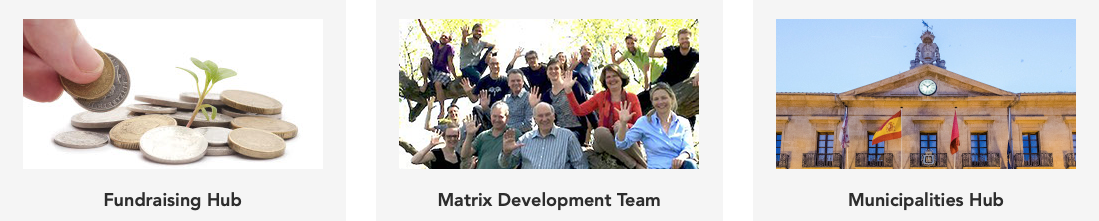 Fundraising Hub
Matrix Development Team
Municipalities Hub